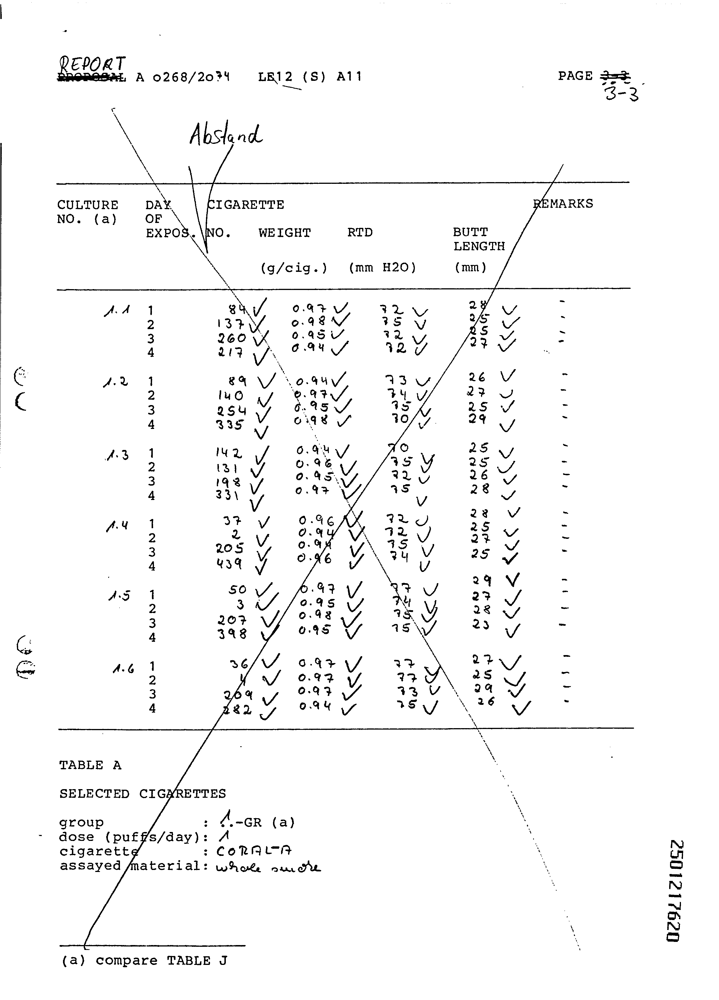 REPORT
PROPOSAL A 0268/2074 LE12 (S) A11 PAGE 3-3
3-3
Abstand
CULTURE DAY CIGARETTE REMARKS
NO. (a) OF
EXPOS. NO. WEIGHT RTD BUTT
LENGTH
(g/cig.) (mm H2O) (mm)
1.1 1 84 ✓ 0.97 ✓ 72 ✓ 28 ✓ -
2 137 ✓ 0.98 ✓ 75 ✓ 25 ✓ -
3 260 ✓ 0.95 ✓ 72 ✓ 25 ✓ -
4 217 ✓ 0.94 ✓ 72 ✓ 27 ✓ -
1.2 1 89 ✓ 0.94 ✓ 73 ✓ 26 ✓ -
2 140 ✓ 0.97 ✓ 74 ✓ 27 ✓ -
3 254 ✓ 0.95 ✓ 75 ✓ 25 ✓ -
4 335 ✓ 0.98 ✓ 70 ✓ 29 ✓ -
1.3 1 142 ✓ 0.94 ✓ 70 ✓ 25 ✓ -
2 131 ✓ 0.96 ✓ 75 ✓ 25 ✓ -
3 198 ✓ 0.95 ✓ 72 ✓ 26 ✓ -
4 331 ✓ 0.97 ✓ 75 ✓ 28 ✓ -
1.4 1 37 ✓ 0.96 ✓ 72 ✓ 28 ✓ -
2 2 ✓ 0.94 ✓ 72 ✓ 25 ✓ -
3 205 ✓ 0.94 ✓ 75 ✓ 27 ✓ -
4 439 ✓ 0.96 ✓ 74 ✓ 25 ✓ -
1.5 1 50 ✓ 0.97 ✓ 77 ✓ 29 ✓ -
2 3 ✓ 0.95 ✓ 74 ✓ 27 ✓ -
3 207 ✓ 0.98 ✓ 75 ✓ 28 ✓ -
4 398 ✓ 0.95 ✓ 75 ✓ 23 ✓ -
1.6 1 36 ✓ 0.97 ✓ 77 ✓ 27 ✓ -
2 4 ✓ 0.97 ✓ 77 ✓ 25 ✓ -
3 209 ✓ 0.97 ✓ 73 ✓ 29 ✓ -
4 282 ✓ 0.94 ✓ 75 ✓ 26 ✓ -
TABLE A
SELECTED CIGARETTES
group : 1.-GR (a)
dose (puffs/day): 1
cigarette : CORAL-A
assayed material: whole smoke
(a) compare TABLE J
2501217620